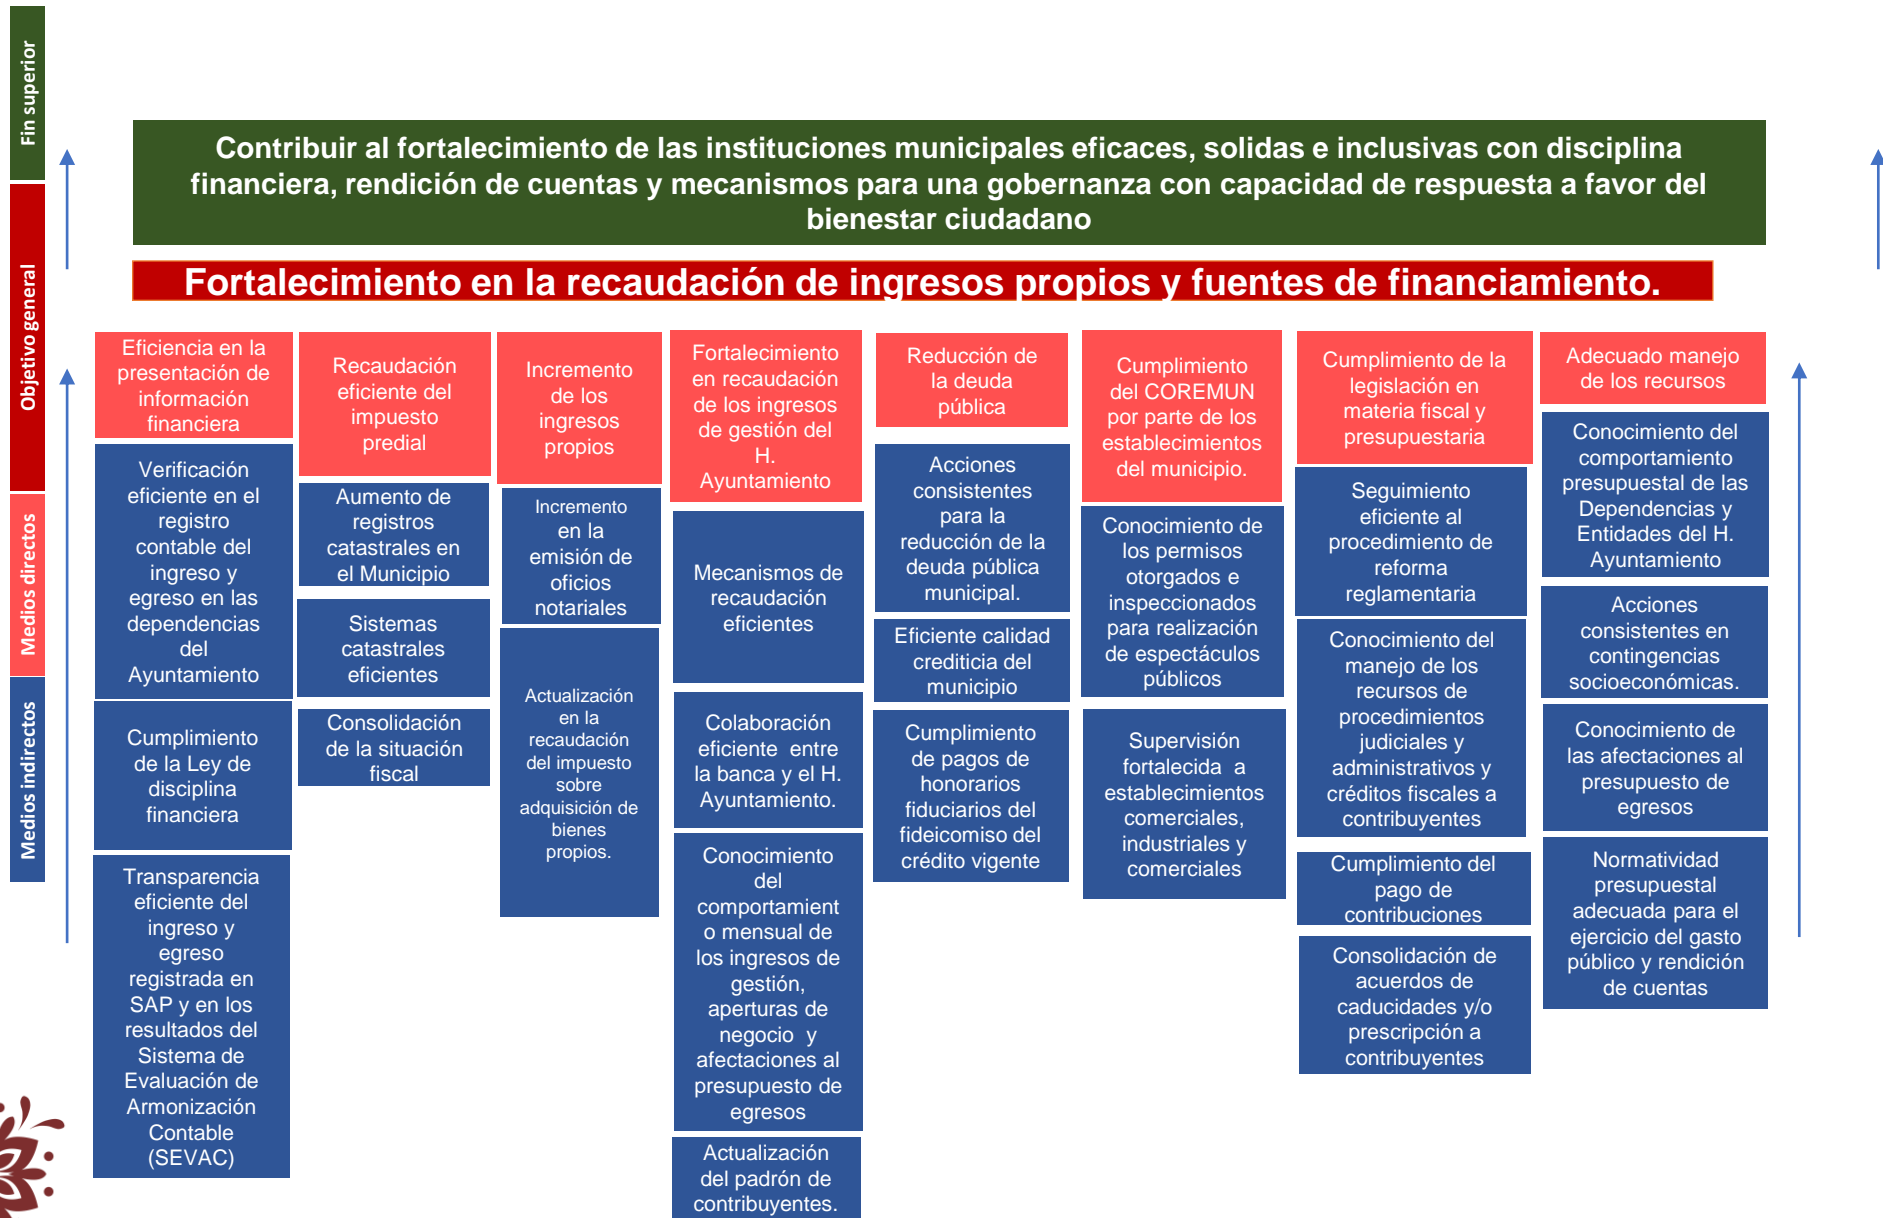 Fin superior
Objetivo general
Medios directos
Medios indirectos
Contribuir al fortalecimiento de las instituciones municipales eficaces, solidas e inclusivas con disciplina
financiera, rendición de cuentas y mecanismos para una gobernanza con capacidad de respuesta a favor del
bienestar ciudadano
Fortalecimiento en la recaudación de ingresos propios y fuentes de financiamiento.
Eficiencia en la
presentación de
información
financiera
Verificación
eficiente en el
registro
contable del
ingreso y
egreso en las
dependencias
del
Ayuntamiento
Cumplimiento
de la Ley de
disciplina
financiera
Transparencia
eficiente del
ingreso y
egreso
registrada en
SAP y en los
resultados del
Sistema de
Evaluación de
Armonización
Contable
(SEVAC)
Recaudación
eficiente del
impuesto
predial
Aumento de
registros
catastrales en
el Municipio
Sistemas
catastrales
eficientes
Consolidación
de la situación
fiscal
Incremento
de los
ingresos
propios
Incremento
en la
emisión de
oficios
notariales
Actualización
en la
recaudación
del impuesto
sobre
adquisición de
bienes
propios.
Fortalecimiento
en recaudación
de los ingresos
de gestión del
H.
Ayuntamiento
Mecanismos de
recaudación
eficientes
Colaboración
eficiente entre
la banca y el H.
Ayuntamiento.
Conocimiento
del
comportamient
o mensual de
los ingresos de
gestión,
aperturas de
negocio y
afectaciones al
presupuesto de
egresos
Actualización
del padrón de
contribuyentes.
Reducción de
la deuda
pública
Acciones
consistentes
para la
reducción de la
deuda pública
municipal.
Eficiente calidad
crediticia del
municipio
Cumplimiento
de pagos de
honorarios
fiduciarios del
fideicomiso del
crédito vigente
Cumplimiento
del COREMUN
por parte de los
establecimientos
del municipio.
Conocimiento de
los permisos
otorgados e
inspeccionados
para realización
de espectáculos
públicos
Supervisión
fortalecida a
establecimientos
comerciales,
industriales y
comerciales
Cumplimiento de la
legislación en
materia fiscal y
presupuestaria
Seguimiento
eficiente al
procedimiento de
reforma
reglamentaria
Conocimiento del
manejo de los
recursos de
procedimientos
judiciales y
administrativos y
créditos fiscales a
contribuyentes
Cumplimiento del
pago de
contribuciones
Consolidación de
acuerdos de
caducidades y/o
prescripción a
contribuyentes
Adecuado manejo
de los recursos
Conocimiento del
comportamiento
presupuestal de las
Dependencias y
Entidades del H.
Ayuntamiento
Acciones
consistentes en
contingencias
socioeconómicas.
Conocimiento de
las afectaciones al
presupuesto de
egresos
Normatividad
presupuestal
adecuada para el
ejercicio del gasto
público y rendición
de cuentas